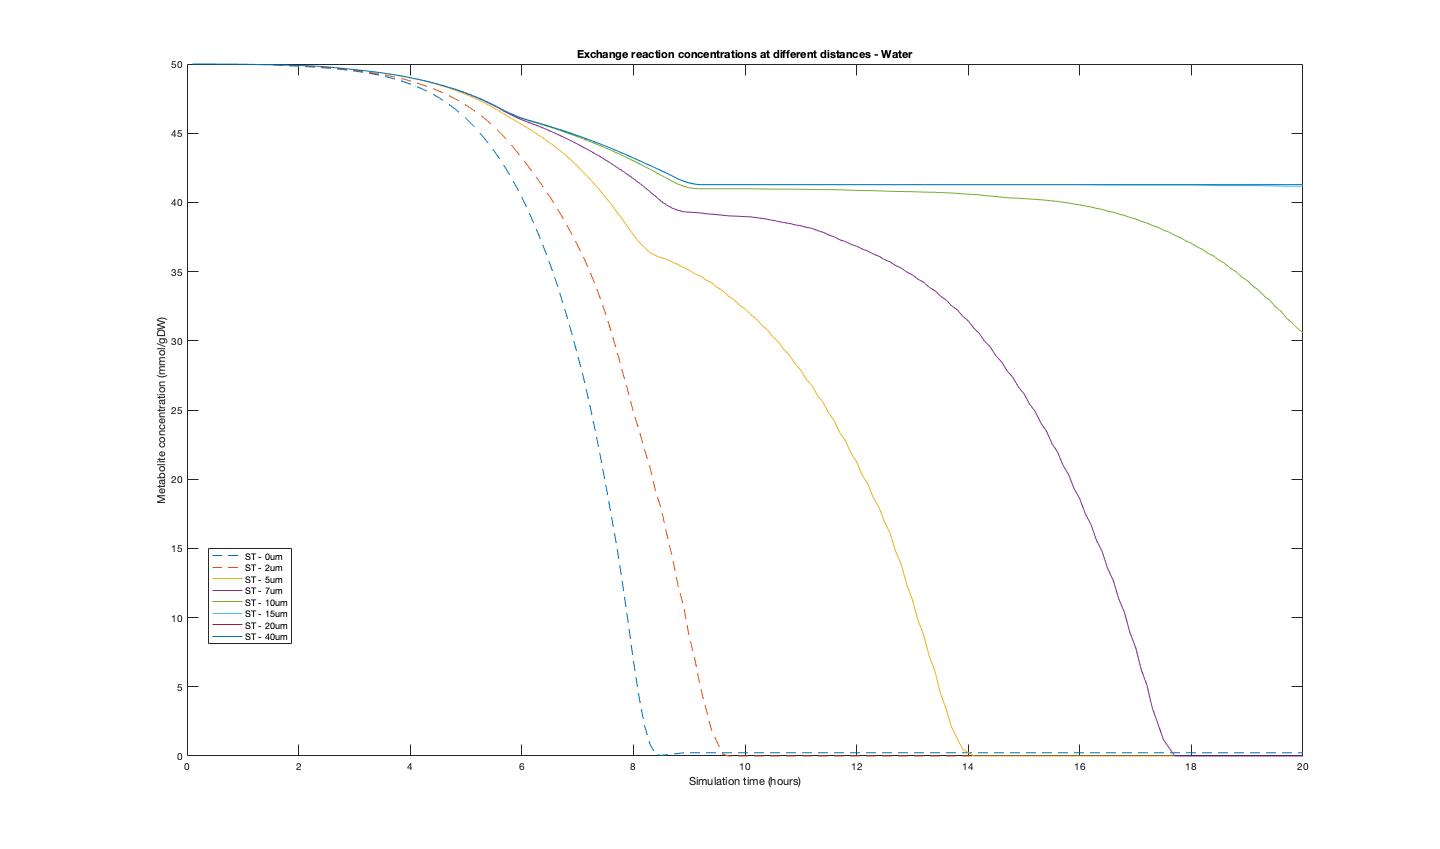 Exchange reaction concentrations at different distances - Water
50
45
40
35
30
25
20
15
10
5
0
Metabolite concentration (mmol/gDW)
ST - 0um
ST - 2um
ST - 5um
ST - 7um
ST - 10um
ST - 15um
ST - 20um
ST - 40um
0 2 4 6 8 10 12 14 16 18 20
Simulation time (hours)